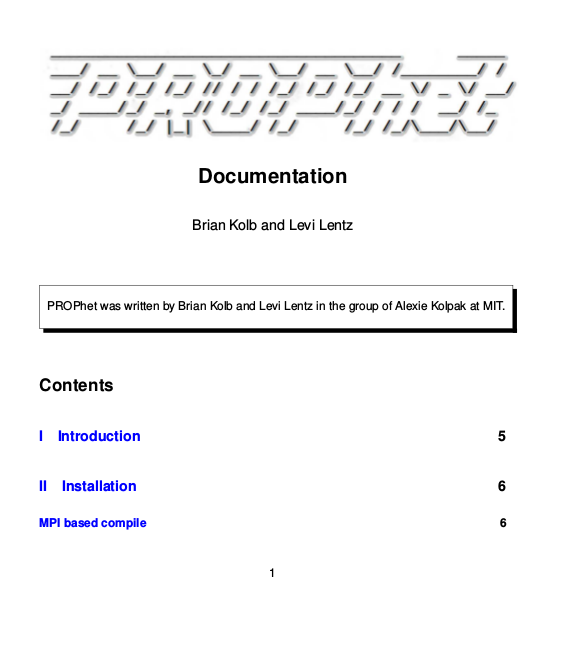 PROPhet
Documentation
Brian Kolb and Levi Lentz
PROPhet was written by Brian Kolb and Levi Lentz in the group of Alexie Kolpak at MIT.
Contents
I Introduction 5
II Installation 6
MPI based compile 6
1